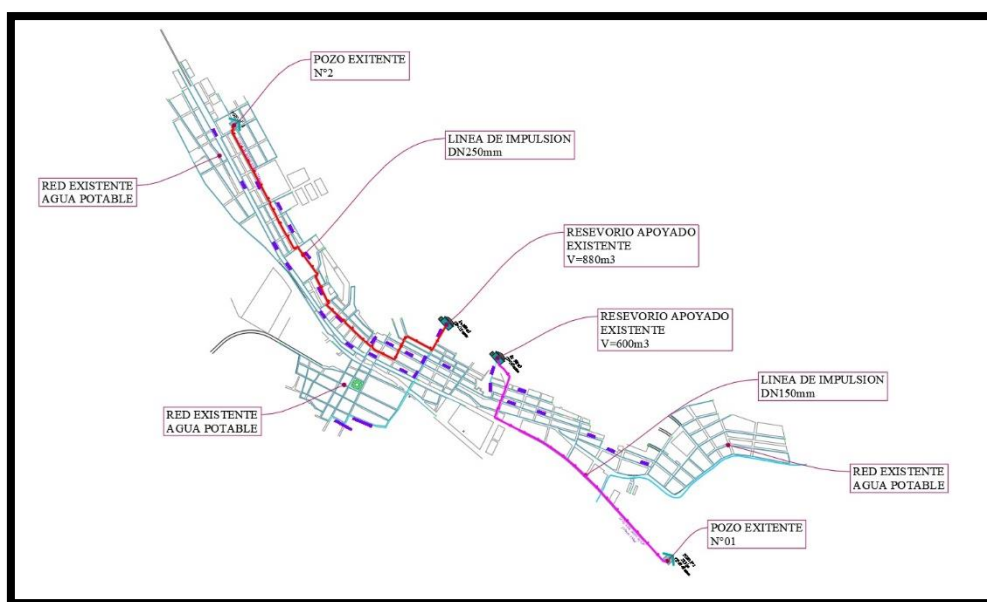 POZO EXITENTE
N°2
LINEA DE IMPULSION
DN250mm
RED EXISTENTE
AGUA POTABLE
RESEVORIO APOYADO
EXISTENTE
V=880m3
RESEVORIO APOYADO
EXISTENTE
V=600m3
LINEA DE IMPULSION
DN150mm
RED EXISTENTE
AGUA POTABLE
RED EXISTENTE
AGUA POTABLE
POZO EXITENTE
N°01